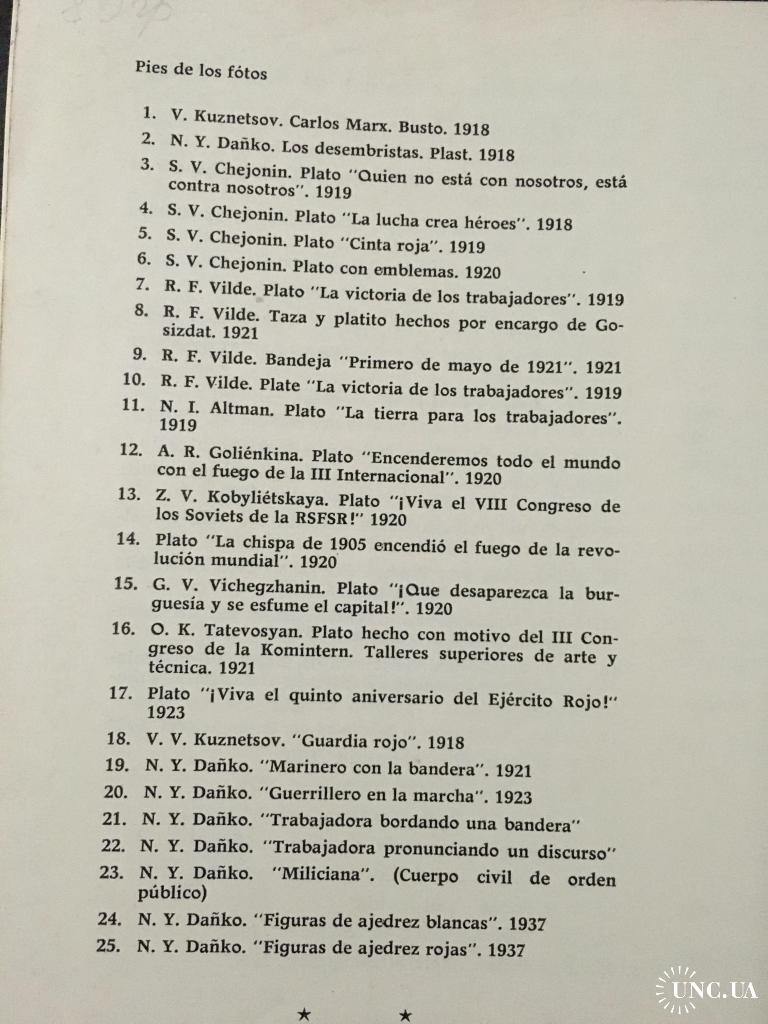 Pies de los fótos
1. V. Kuznetsov. Carlos Marx. Busto. 1918
2. N. Y. Dañko. Los desembristas. Plast. 1918
3. S. V. Chejonin. Plato "Quien no está con nosotros, está
contra nosotros". 1919
4. S. V. Chejonin. Plato "La lucha crea héroes". 1918
5. S. V. Chejonin. Plato "Cinta roja". 1919
6. S. V. Chejonin. Plato con emblemas. 1920
7. R. F. Vilde. Plato "La victoria de los trabajadores". 1919
8. R. F. Vilde. Taza y platito hechos por encargo de Go-
sizdat. 1921
9. R. F. Vilde. Bandeja "Primero de mayo de 1921". 1921
10. R. F. Vilde. Plate "La victoria de los trabajadores". 1919
11. N. I. Altman. Plato "La tierra para los trabajadores".
1919
12. A. R. Goliénkina. Plato "Encenderemos todo el mundo
con el fuego de la III Internacional". 1920
13. Z. V. Kobyliétskaya. Plato "¡Viva el VIII Congreso de
los Soviets de la RSFSR!" 1920
14. Plato "La chispa de 1905 encendió el fuego de la revo-
lución mundial". 1920
15. G. V. Vichegzhanin. Plato "¡Que desaparezca la bur-
guesía y se esfume el capital!". 1920
16. O. K. Tatevosyan. Plato hecho con motivo del III Con-
greso de la Komintern. Talleres superiores de arte y
técnica. 1921
17. Plato "¡Viva el quinto aniversario del Ejército Rojo!"
1923
18. V. V. Kuznetsov. "Guardia rojo". 1918
19. N. Y. Dañko. "Marinero con la bandera". 1921
20. N. Y. Dañko. "Guerrillero en la marcha". 1923
21. N. Y. Dañko. "Trabajadora bordando una bandera"
22. N. Y. Dañko. "Trabajadora pronunciando un discurso"
23. N. Y. Dañko. "Miliciana". (Cuerpo civil de orden
público)
24. N. Y. Dañko. "Figuras de ajedrez blancas". 1937
25. N. Y. Dañko. "Figuras de ajedrez rojas". 1937
UNC.UA